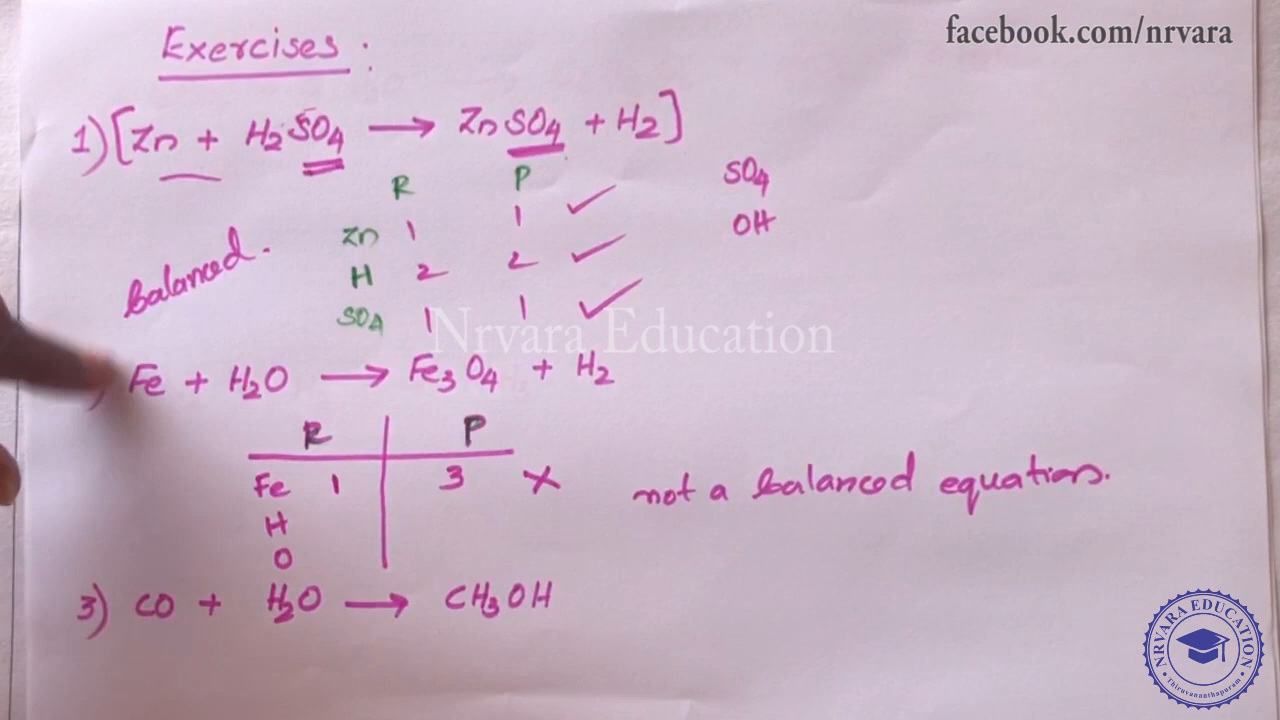 facebook.com/nrvara
Exercises :
1) [Zn + H2SO4 → ZnSO4 + H2]
R P
SO4
Zn 1 1 ✓
OH
Balanced.
H 2 2 ✓
SO4 1 1 ✓
Nrvara Education
) Fe + H2O → Fe3O4 + H2
R P
Fe 1 3 X
not a balanced equation.
H
O
3) CO + H2O → CH3OH
NRVARA EDUCATION
• Thiruvananthapuram •